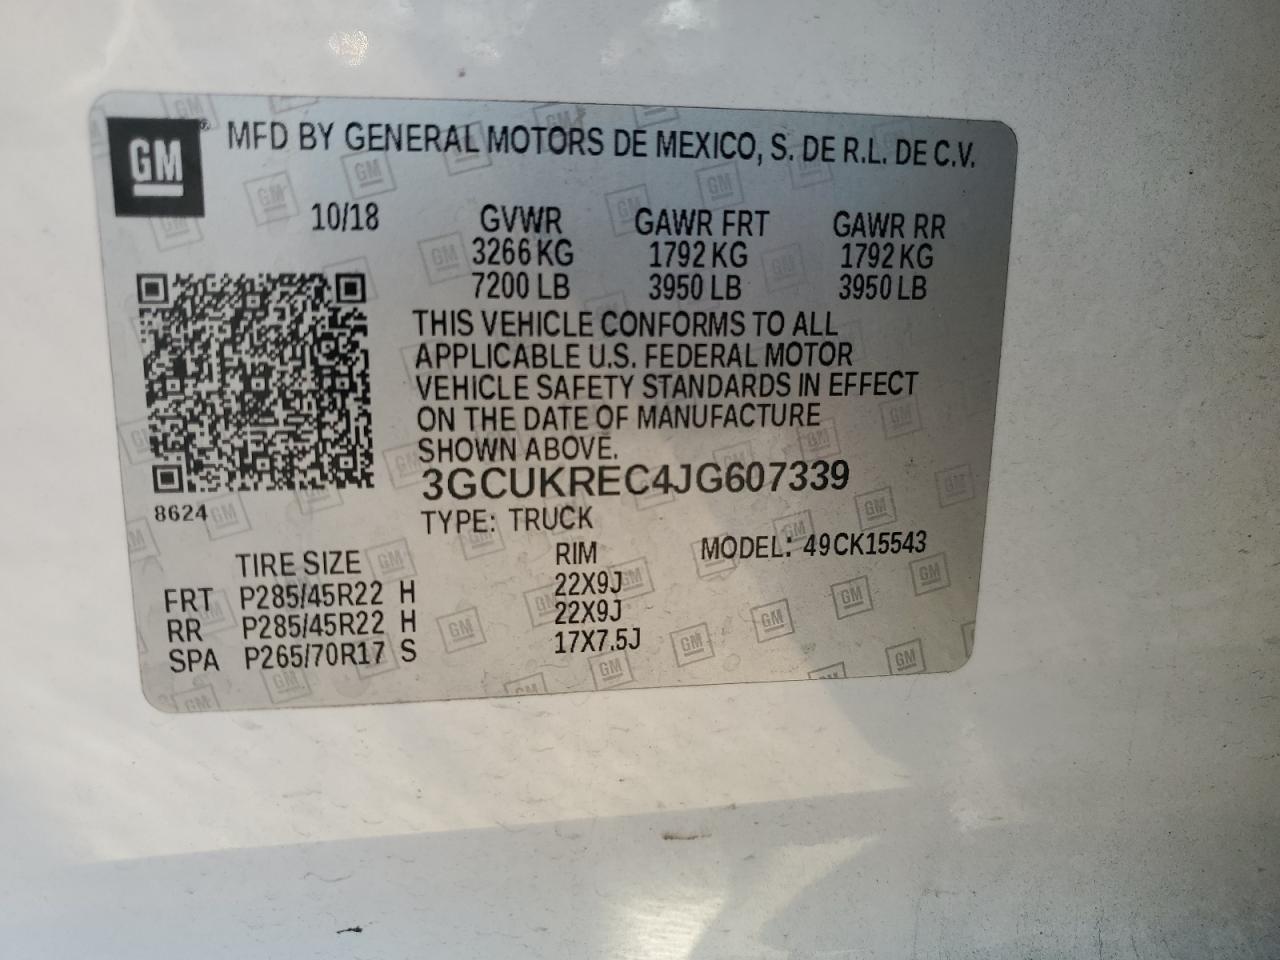 GM
MFD BY GENERAL MOTORS DE MEXICO, S. DE R.L. DE C.V.
10/18 GVWR GAWR FRT GAWR RR
3266 KG 1792 KG 1792 KG
7200 LB 3950 LB 3950 LB
THIS VEHICLE CONFORMS TO ALL
APPLICABLE U.S. FEDERAL MOTOR
VEHICLE SAFETY STANDARDS IN EFFECT
ON THE DATE OF MANUFACTURE
SHOWN ABOVE.
3GCUKREC4JG607339
8624
TYPE: TRUCK
TIRE SIZE RIM MODEL: 49CK15543
FRT P285/45R22 H 22X9J
RR P285/45R22 H 22X9J
SPA P265/70R17 S 17X7.5J